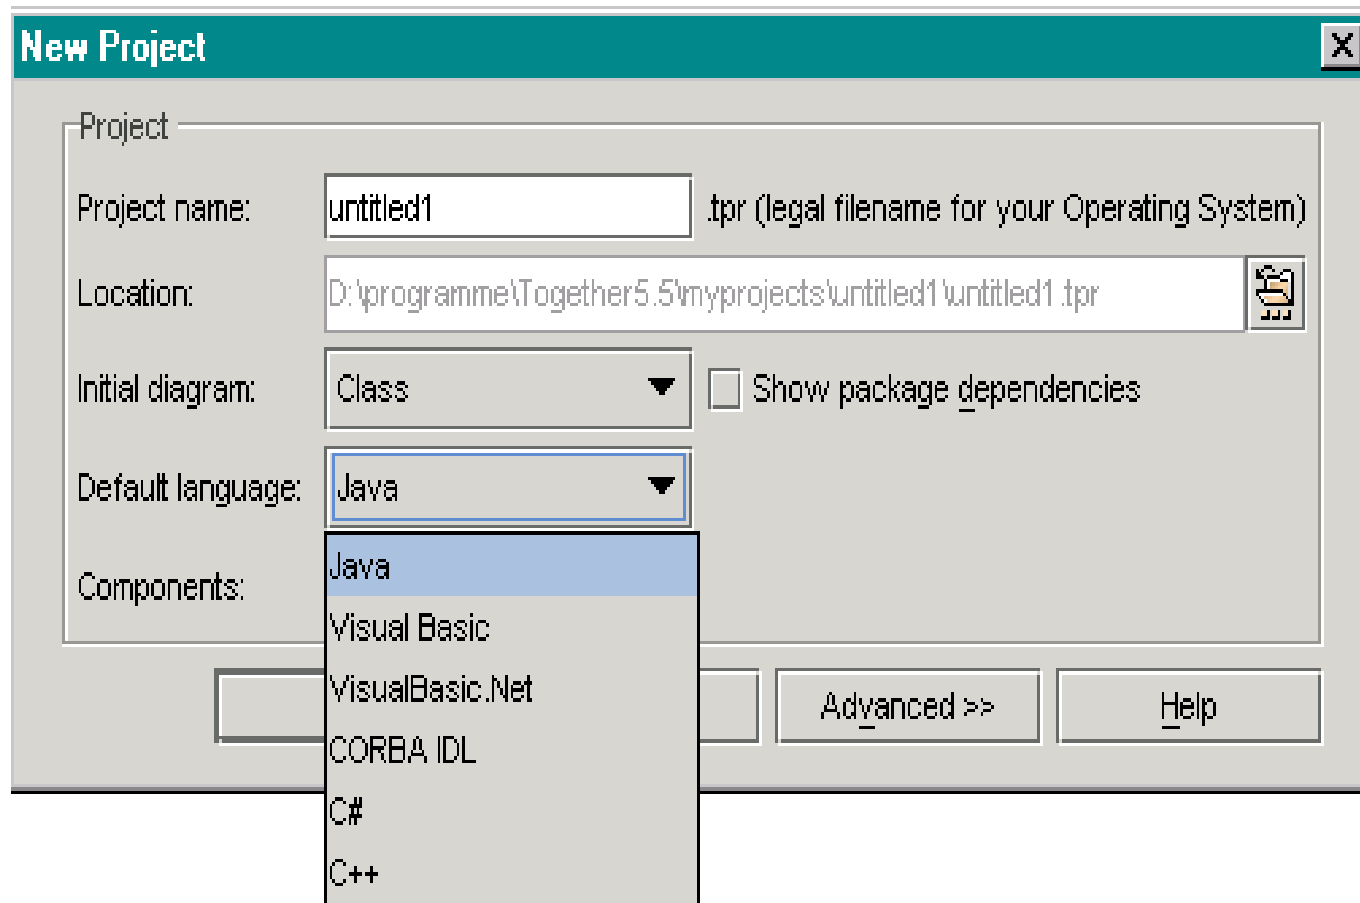 New Project
Project
Project name: untitled1 .tpr (legal filename for your Operating System)
Location: D:\programme\Together5.5\myprojects\untitled1\untitled1.tpr
Initial diagram: Class Show package dependencies
Default language: Java
Java
Components:
Visual Basic
VisualBasic.Net
Advanced >> Help
CORBA IDL
C#
C++